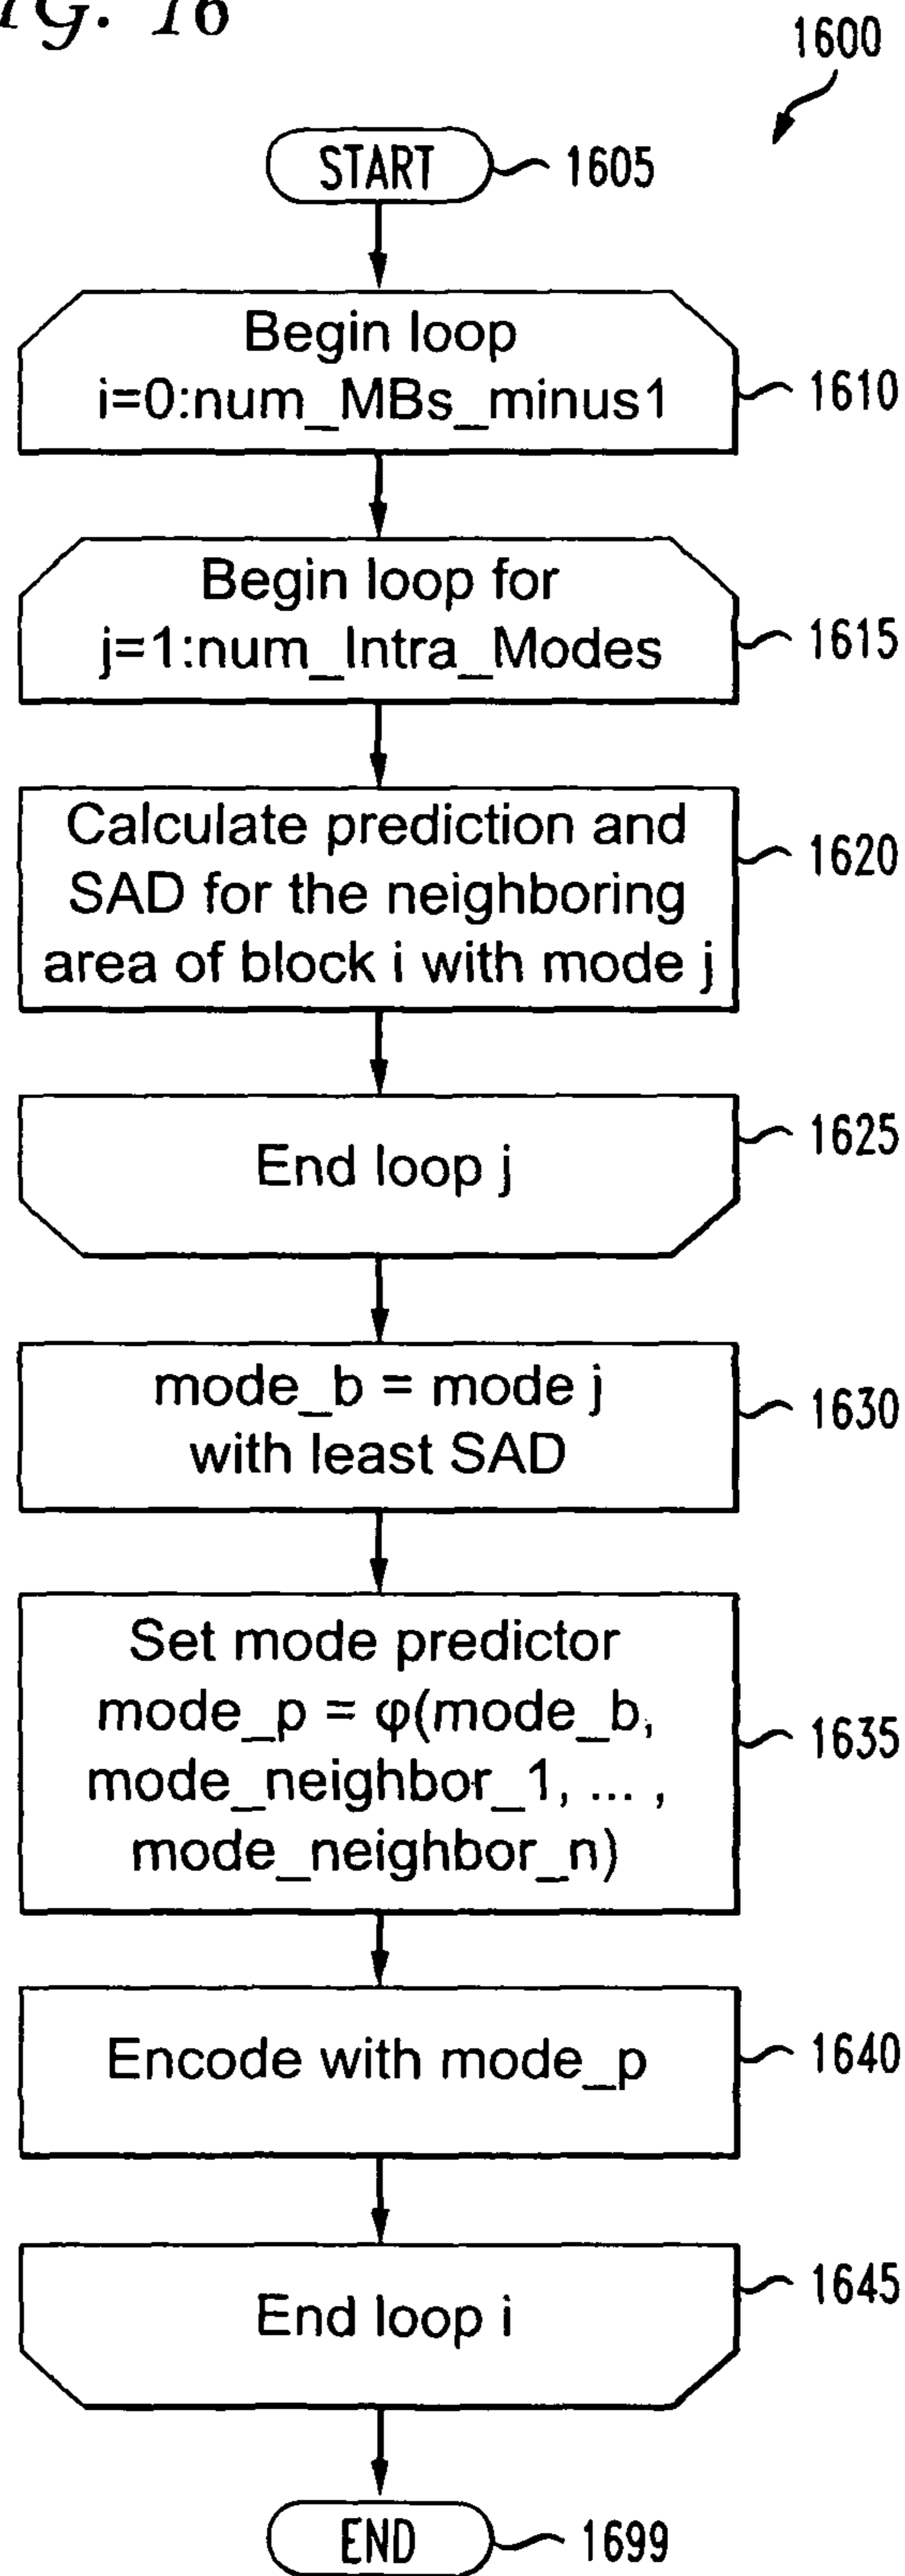 FIG. 16
1600
START
1605
Begin loop
i=0:num_MBs_minus1
1610
Begin loop for
j=1:num_Intra_Modes
1615
Calculate prediction and
SAD for the neighboring
area of block i with mode j
1620
End loop j
1625
mode_b = mode j
with least SAD
1630
Set mode predictor
mode_p = φ(mode_b,
mode_neighbor_1, ... ,
mode_neighbor_n)
1635
Encode with mode_p
1640
End loop i
1645
END
1699